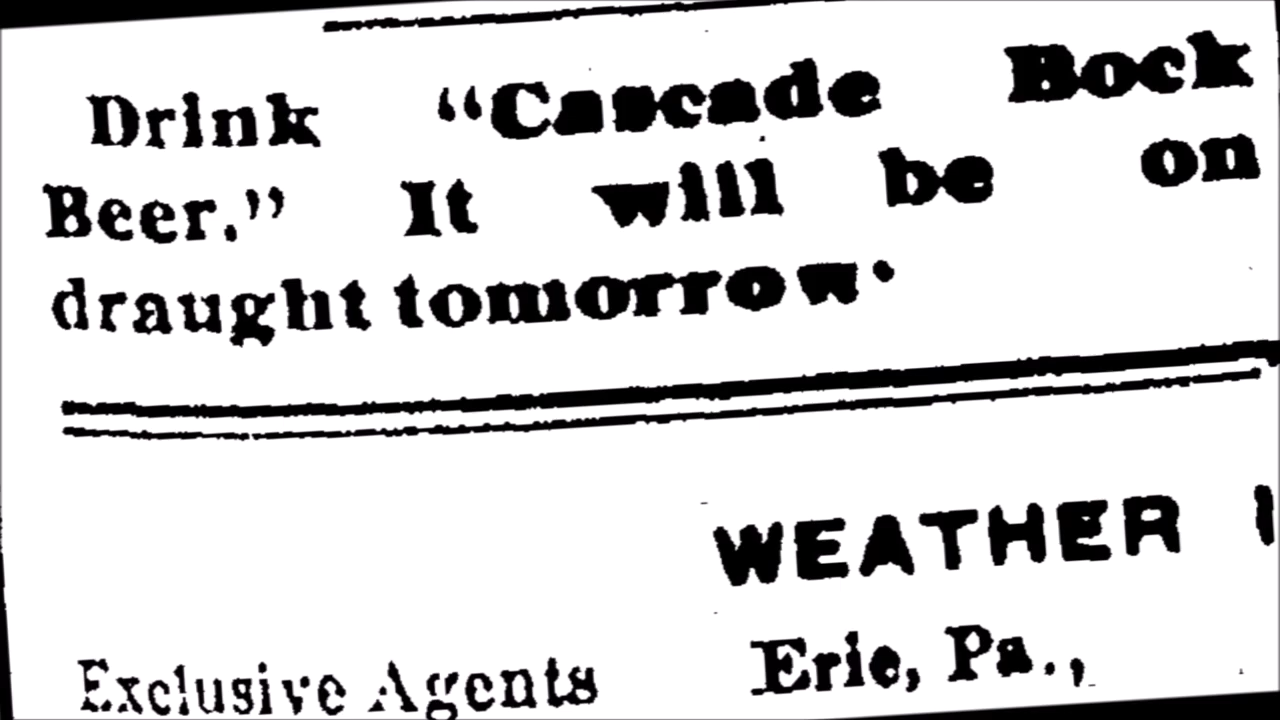 Drink “Cascade Bock
Beer.” It will be on
draught tomorrow.
WEATHER
Exclusive Agents
Erie, Pa.,